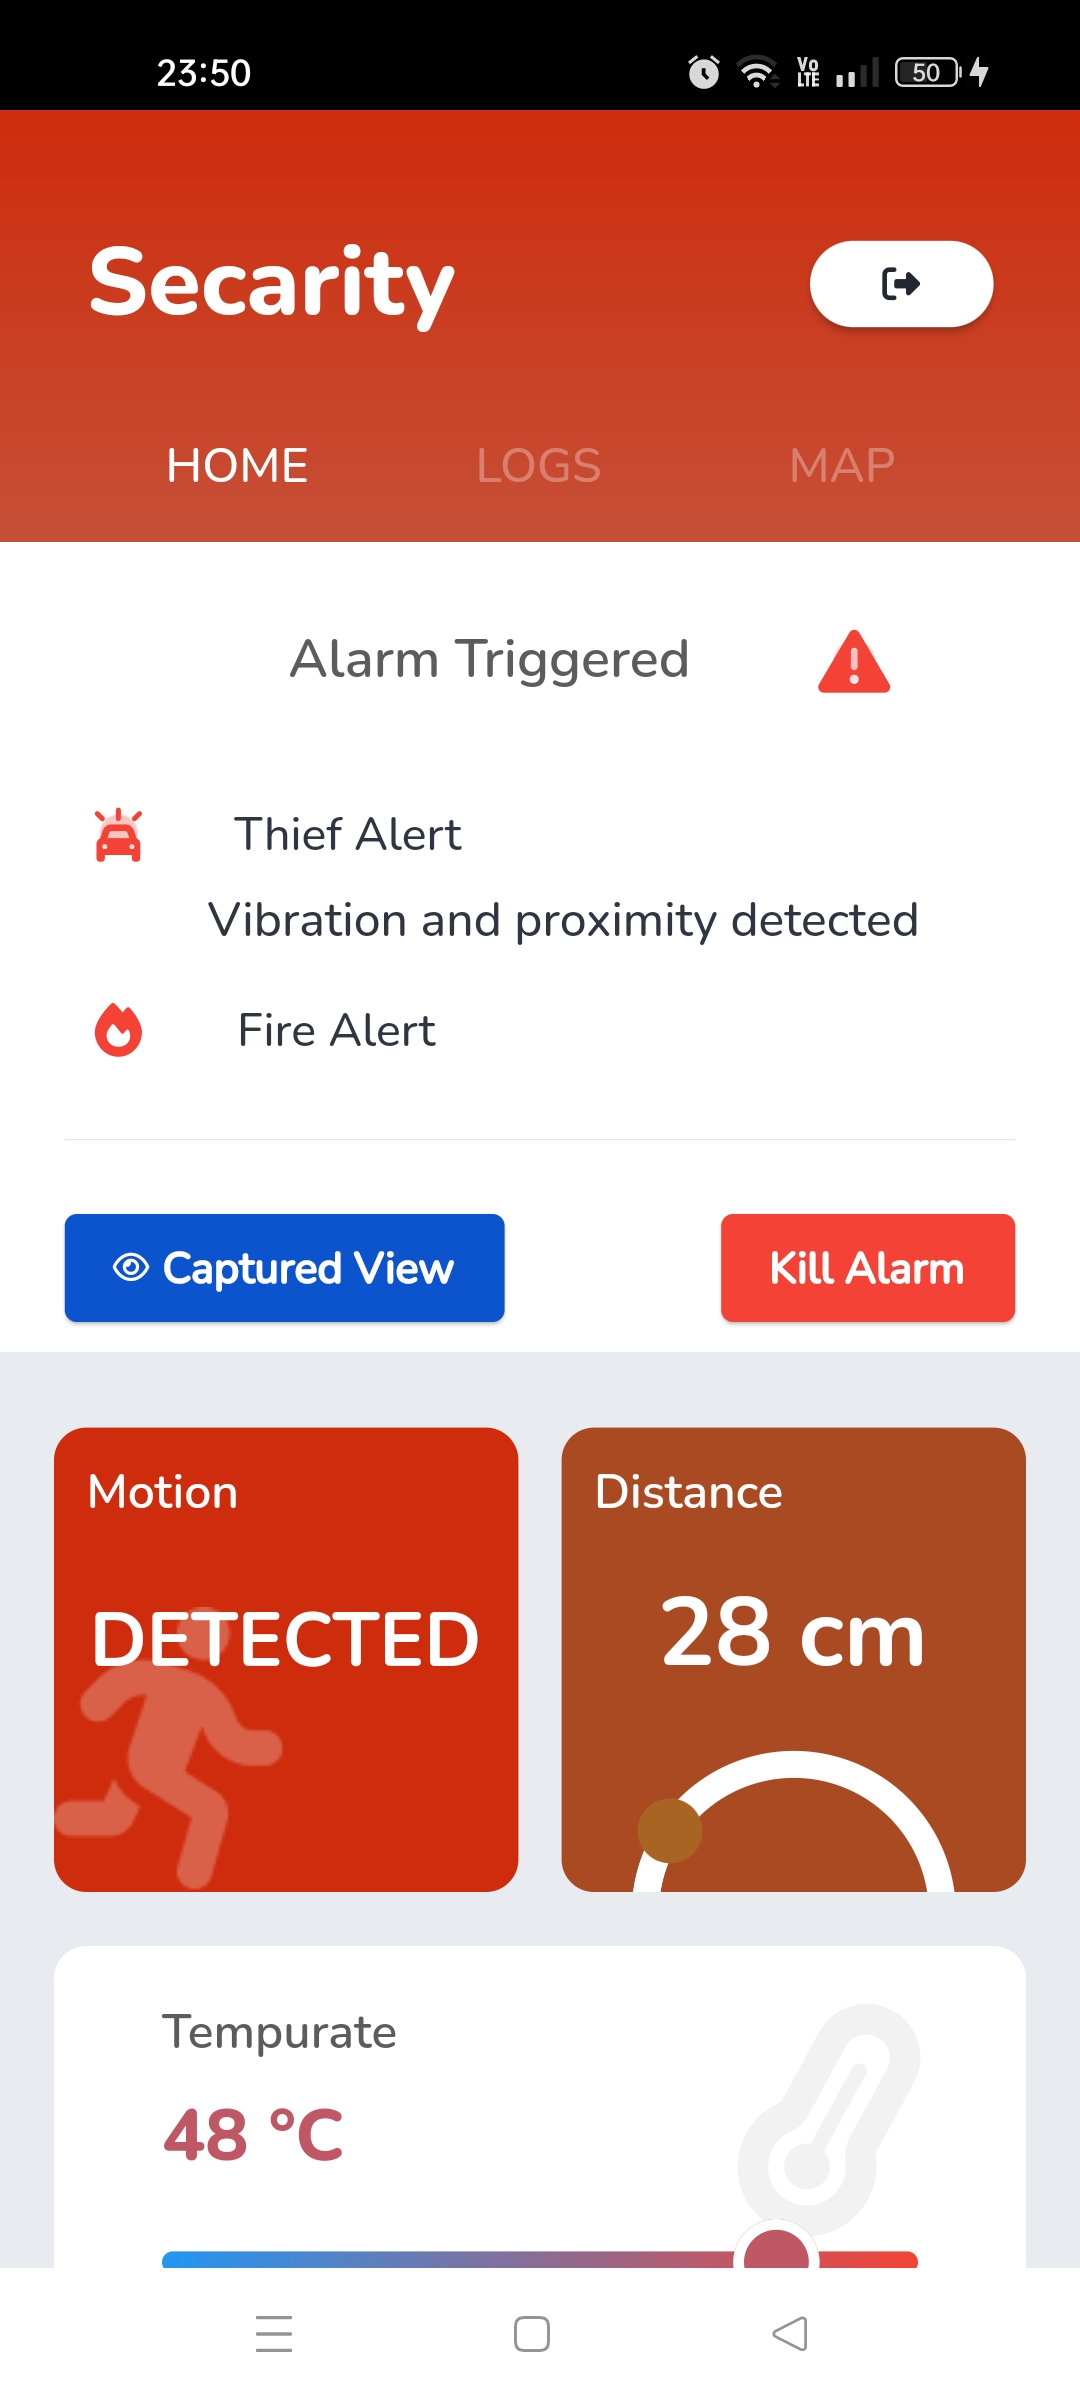 23:50
Vo
LTE
50
Secarity
HOME LOGS MAP
Alarm Triggered
Thief Alert
Vibration and proximity detected
Fire Alert
Captured View
Kill Alarm
Motion
DETECTED
Distance
28 cm
Tempurate
48 °C